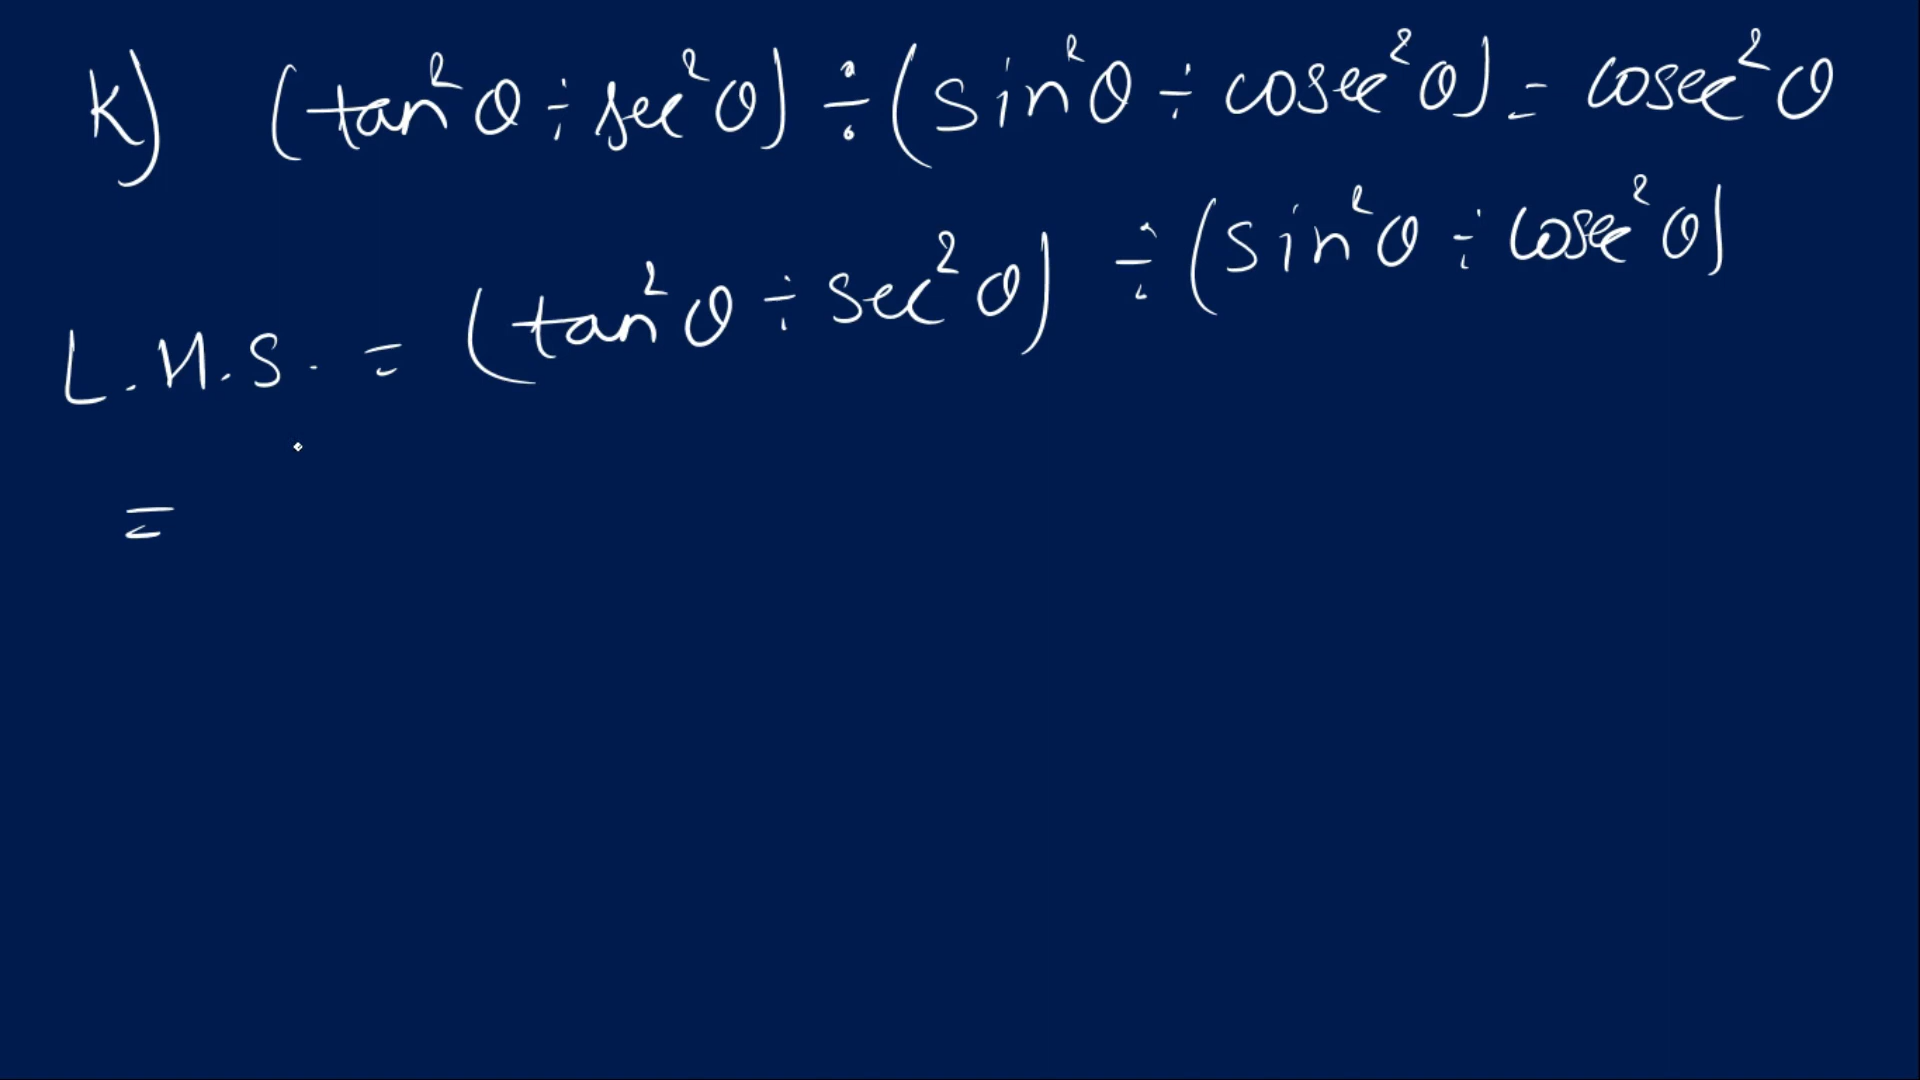 K) (tan²θ ÷ sec²θ) ÷ (sin²θ ÷ cosec²θ) = cosec²θ
L.H.S. = (tan²θ ÷ sec²θ) ÷ (sin²θ ÷ cosec²θ)
=